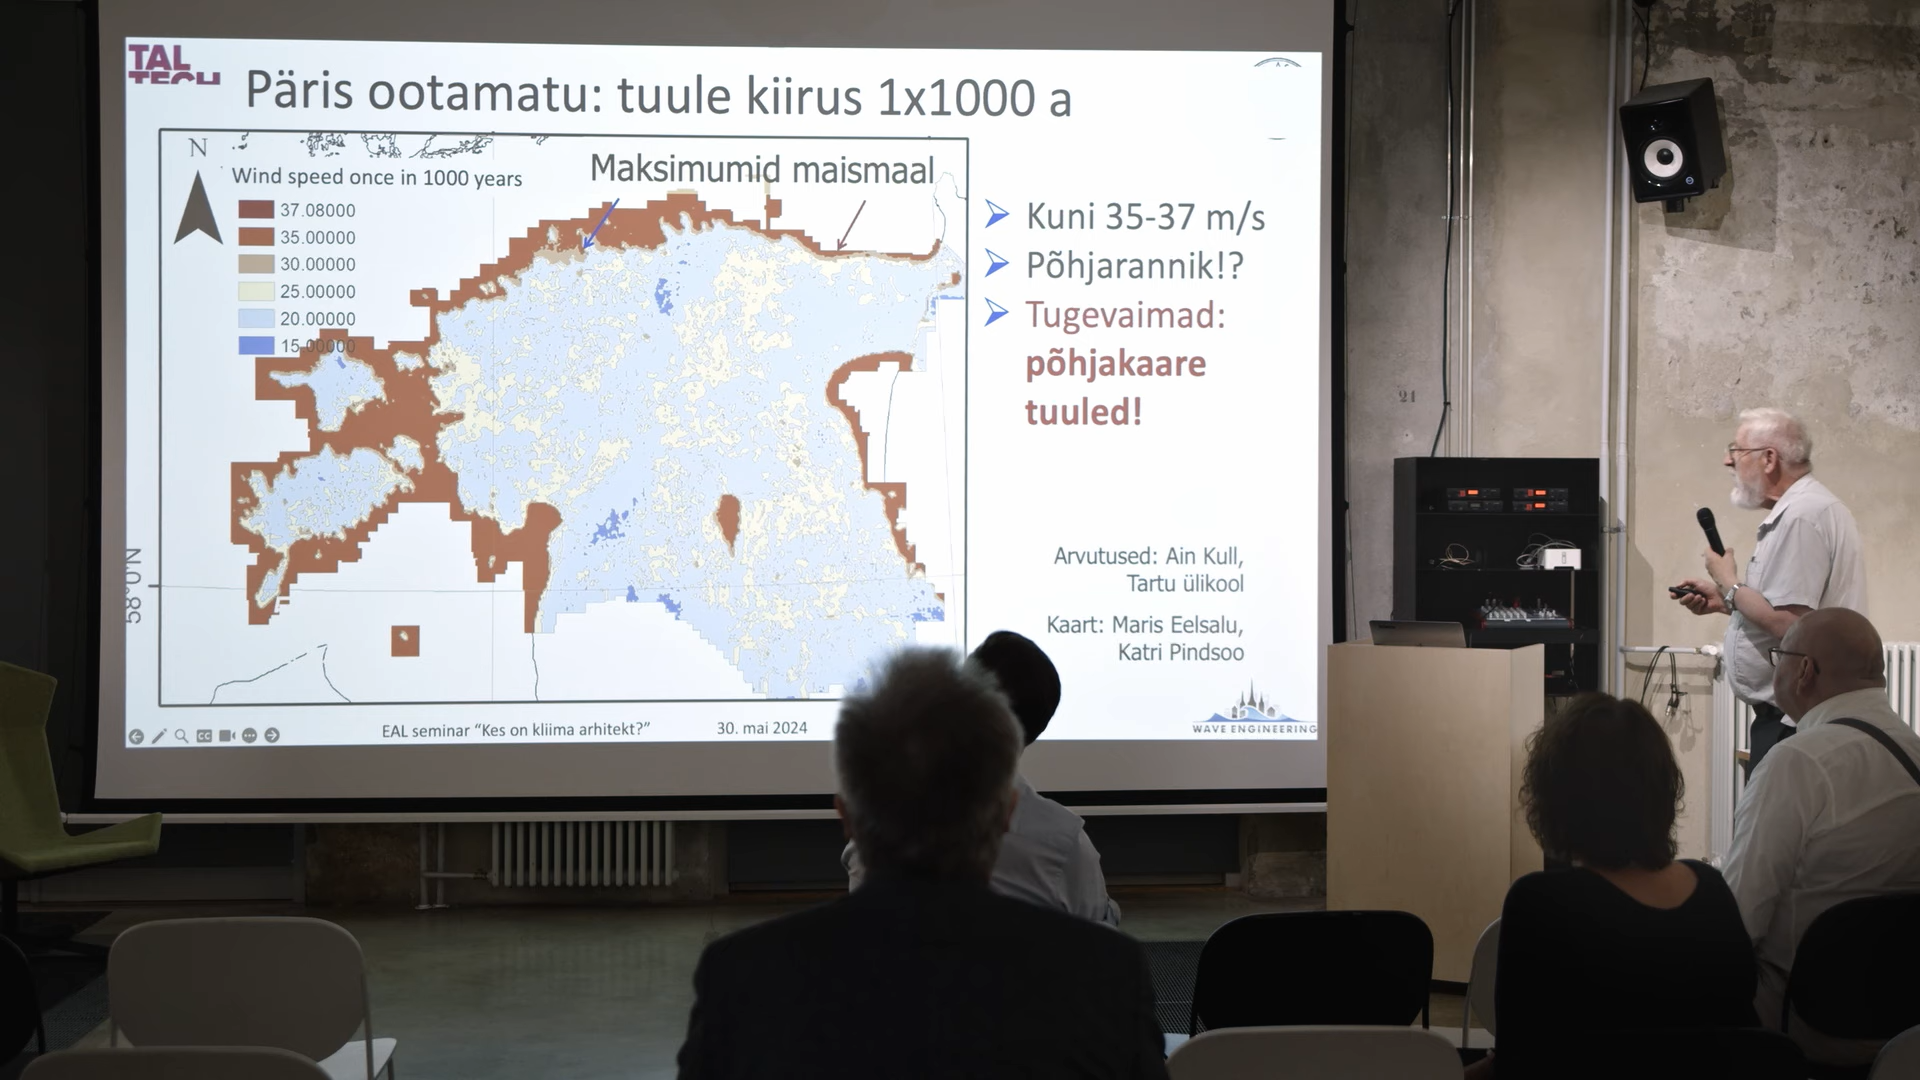 TAL
TECH
Päris ootamatu: tuule kiirus 1x1000 a
N
Wind speed once in 1000 years
37.08000
35.00000
30.00000
25.00000
20.00000
15.00000
Maksimumid maismaal
58°0'N
Kuni 35-37 m/s
Põhjarannik!?
Tugevaimad:
põhjakaare
tuuled!
Arvutused: Ain Kull,
Tartu ülikool
Kaart: Maris Eelsalu,
Katri Pindsoo
WAVE ENGINEERING
EAL seminar “Kes on kliima arhitekt?”
30. mai 2024
CC
21